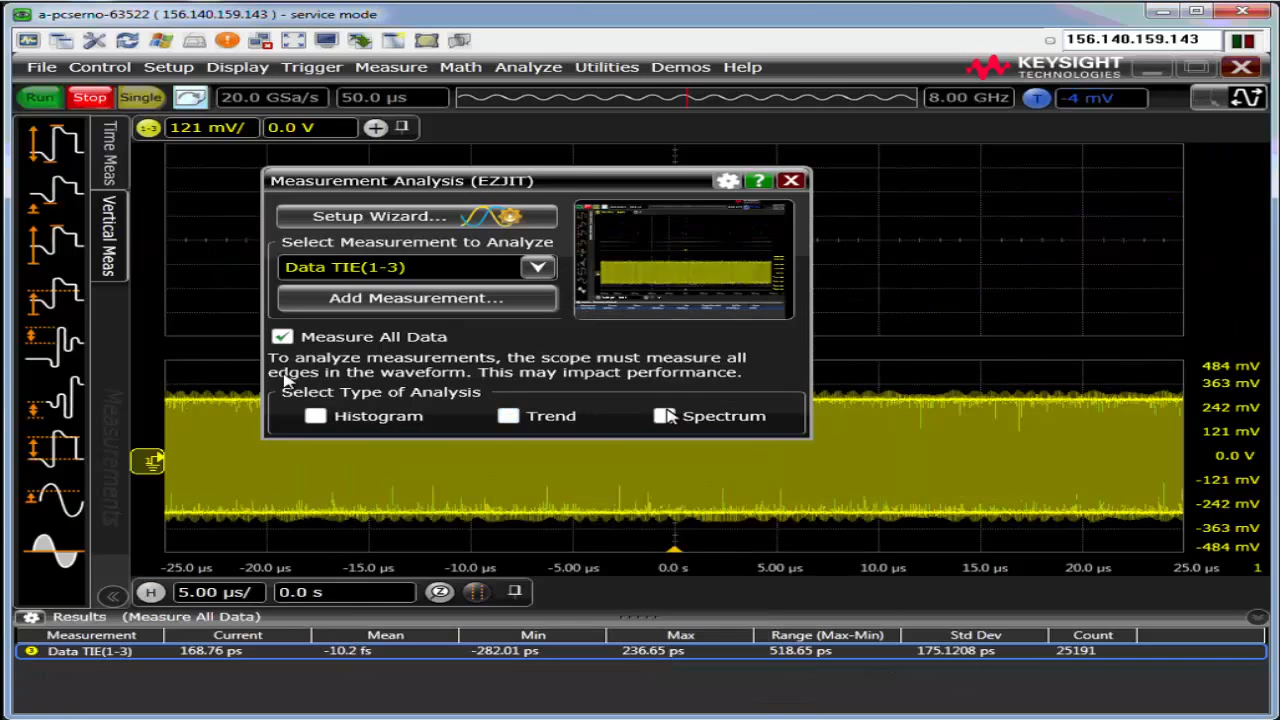 a-pcserno-63522 ( 156.140.159.143 ) - service mode
156.140.159.143
File Control Setup Display Trigger Measure Math Analyze Utilities Demos Help
KEYSIGHT
TECHNOLOGIES
Run Stop Single 20.0 GSa/s 50.0 µs 8.00 GHz T -4 mV
1-3 121 mV/ 0.0 V
Time Meas
Vertical Meas
Measurements
Measurement Analysis (EZJIT)
?
Setup Wizard...
Select Measurement to Analyze
Data TIE(1-3)
Add Measurement...
Measure All Data
To analyze measurements, the scope must measure all
edges in the waveform. This may impact performance.
Select Type of Analysis
Histogram Trend Spectrum
484 mV
363 mV
242 mV
121 mV
0.0 V
-121 mV
-242 mV
-363 mV
-484 mV
-25.0 µs -20.0 µs -15.0 µs -10.0 µs -5.00 µs 0.0 s 5.00 µs 10.0 µs 15.0 µs 20.0 µs 25.0 µs 1
H 5.00 µs/ 0.0 s
Results (Measure All Data)
Measurement Current Mean Min Max Range (Max-Min) Std Dev Count
3 Data TIE(1-3) 168.76 ps -10.2 fs -282.01 ps 236.65 ps 518.65 ps 175.1208 ps 25191